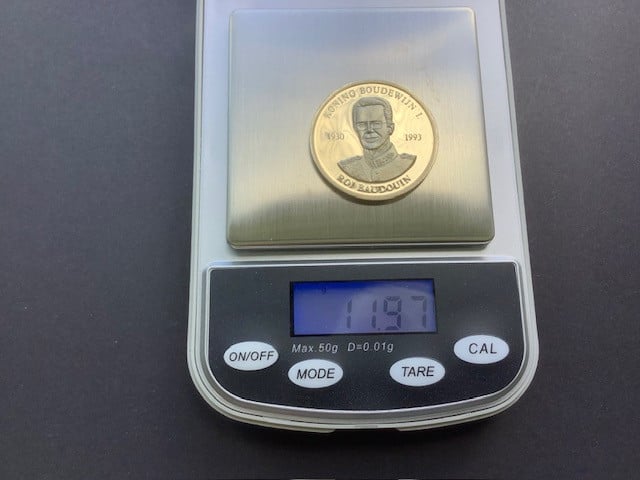 KONING BOUDEWIJN I.
1930 1993
ROI BAUDOUIN
g
11.97
Max.50g D=0.01g
ON/OFF
MODE
TARE
CAL